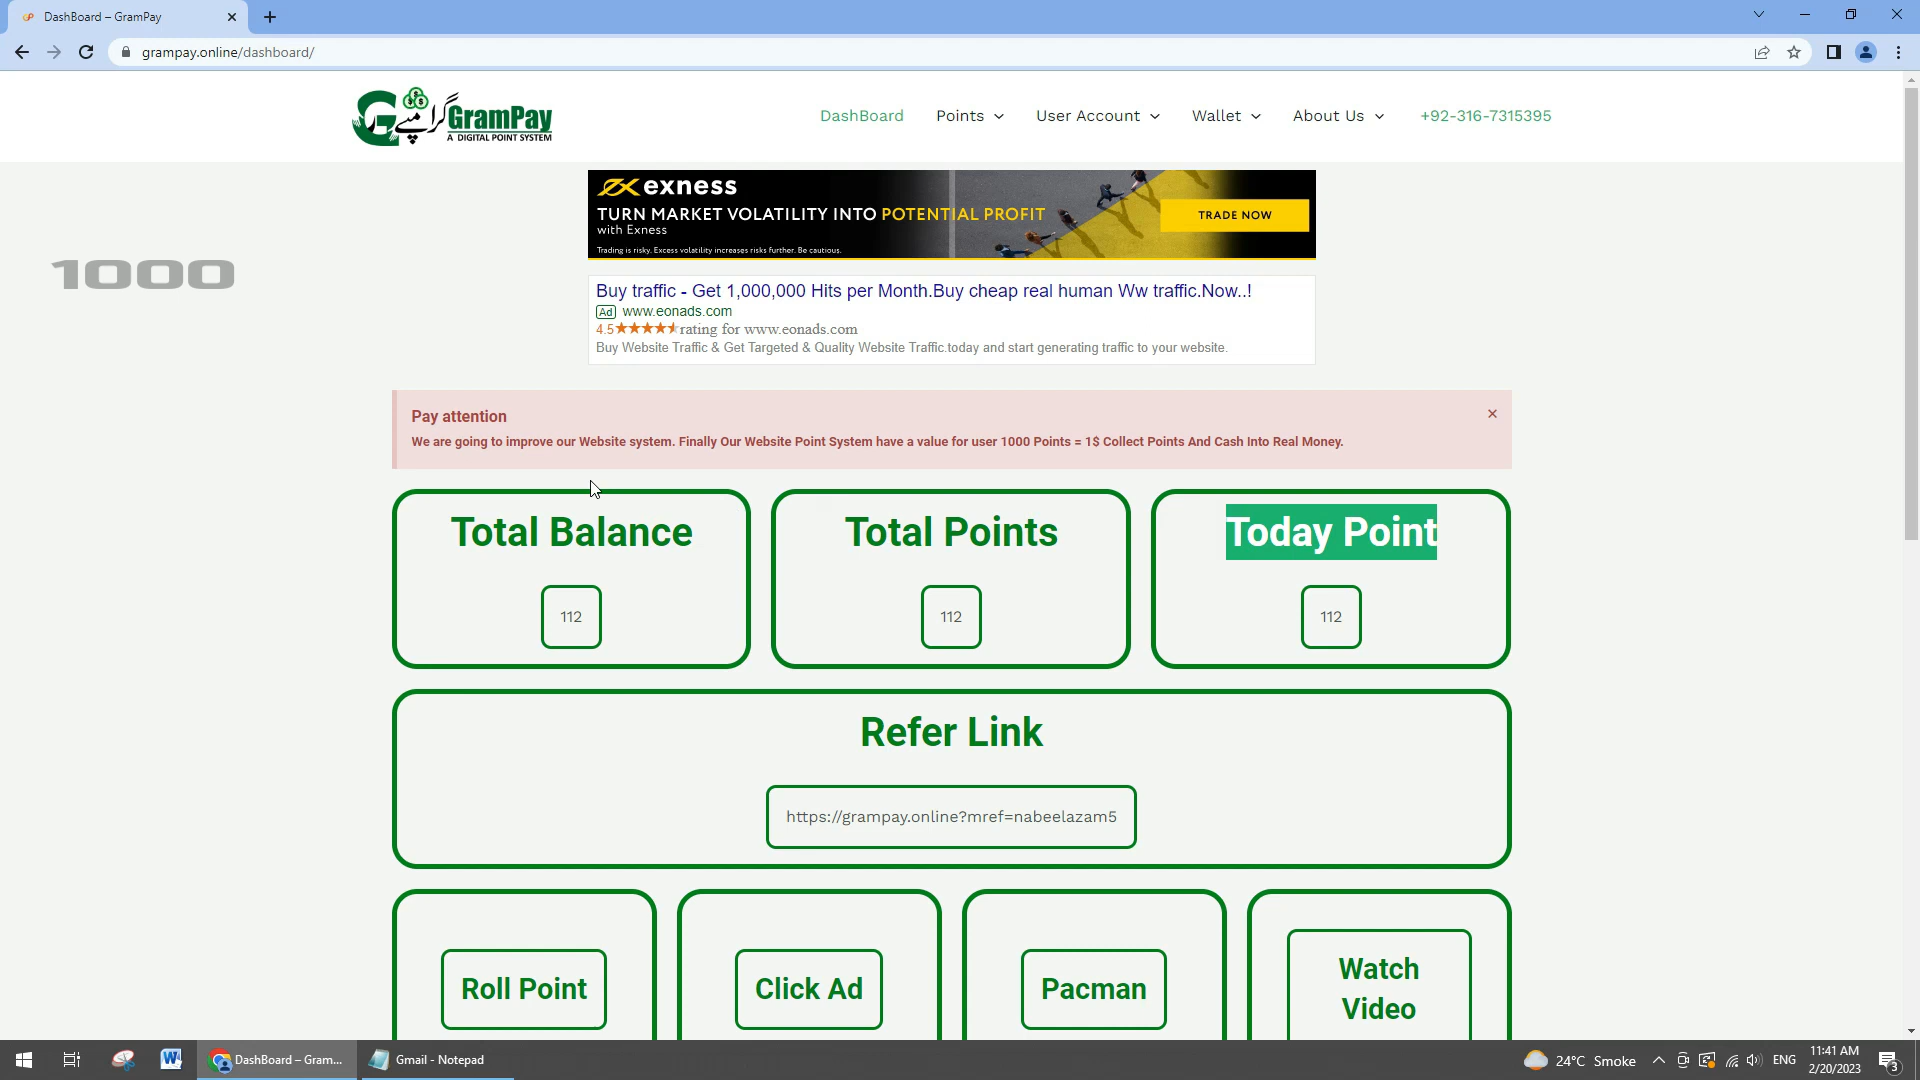 DashBoard – GramPay
grampay.online/dashboard/
G گرامپے GramPay
A DIGITAL POINT SYSTEM
DashBoard Points User Account Wallet About Us +92-316-7315395
exness
TURN MARKET VOLATILITY INTO POTENTIAL PROFIT
with Exness
Trading is risky. Excess volatility increases risks further. Be cautious.
TRADE NOW
1000
Buy traffic - Get 1,000,000 Hits per Month.Buy cheap real human Ww traffic.Now..!
Ad www.eonads.com
4.5 rating for www.eonads.com
Buy Website Traffic & Get Targeted & Quality Website Traffic.today and start generating traffic to your website.
Pay attention
We are going to improve our Website system. Finally Our Website Point System have a value for user 1000 Points = 1$ Collect Points And Cash Into Real Money.
Total Balance
112
Total Points
112
Today Point
112
Refer Link
https://grampay.online?mref=nabeelazam5
Roll Point
Click Ad
Pacman
Watch
Video
DashBoard – Gram...
Gmail - Notepad
24°C Smoke
ENG
11:41 AM
2/20/2023
3